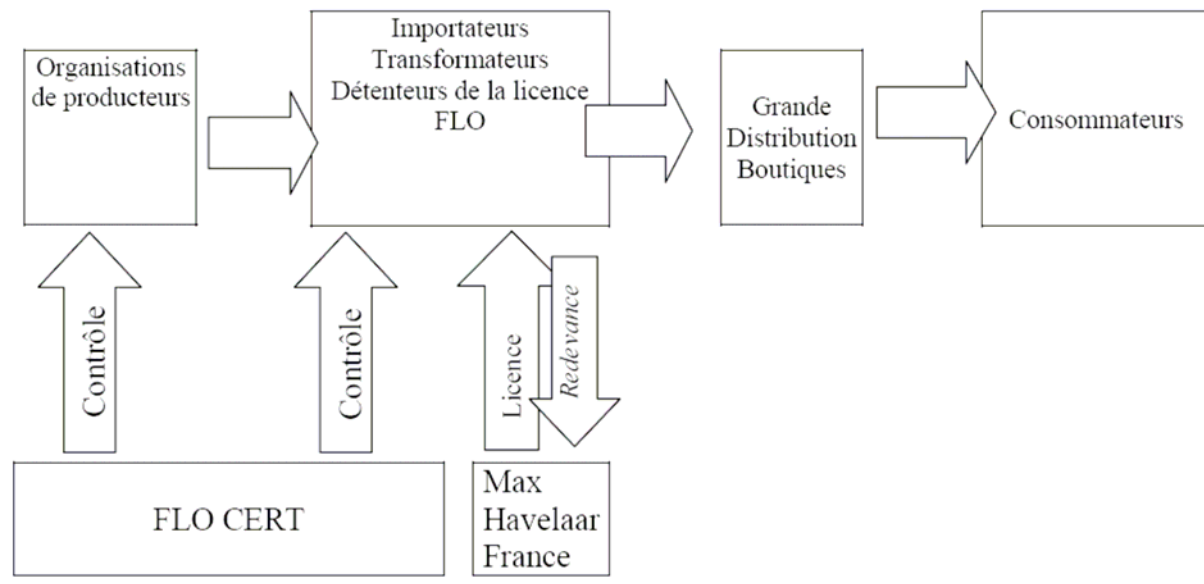 Organisations
de producteurs
Importateurs
Transformateurs
Détenteurs de la licence
FLO
Grande
Distribution
Boutiques
Consommateurs
Contrôle
Contrôle
Licence
Redevance
FLO CERT
Max
Havelaar
France